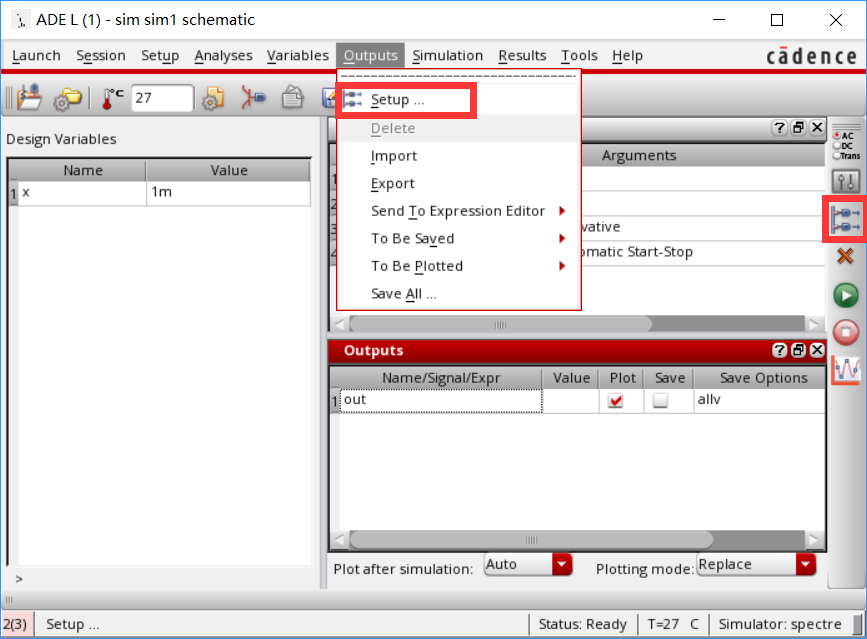 ADE L (1) - sim sim1 schematic
Launch Session Setup Analyses Variables Outputs Simulation Results Tools Help cādence
°C 27
Setup ...
Delete
Import
Export
Send To Expression Editor
To Be Saved
To Be Plotted
Save All ...
Design Variables
Name Value
1 x 1m
Arguments
1
2
3 vative
4 omatic Start-Stop
AC
DC
Trans
Outputs
Name/Signal/Expr Value Plot Save Save Options
1 out allv
Plot after simulation: Auto Plotting mode: Replace
>
2(3) Setup ... Status: Ready T=27 C Simulator: spectre